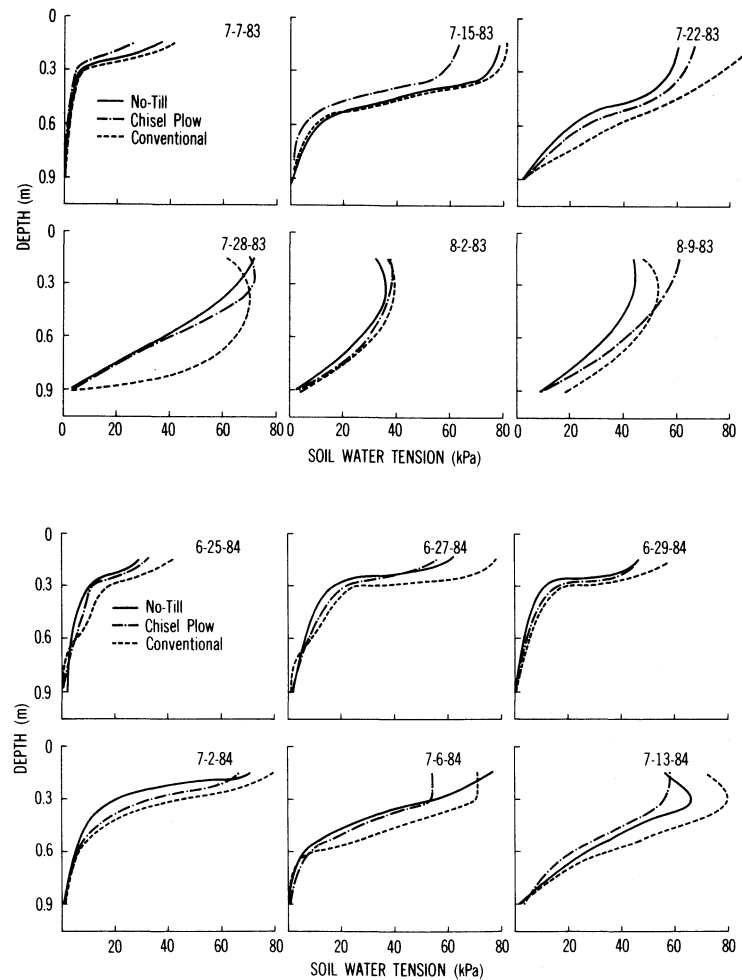 0
0.3
0.6
0.9
DEPTH (m)
7-7-83
No-Till
Chisel Plow
Conventional
7-15-83
7-22-83
0
0.3
0.6
0.9
7-28-83
8-2-83
8-9-83
0 20 40 60 80
0 20 40 60 80
20 40 60 80
SOIL WATER TENSION (kPa)
0
0.3
0.6
0.9
DEPTH (m)
6-25-84
No-Till
Chisel Plow
Conventional
6-27-84
6-29-84
0
0.3
0.6
0.9
7-2-84
7-6-84
7-13-84
20 40 60 80
20 40 60 80
20 40 60 80
SOIL WATER TENSION (kPa)